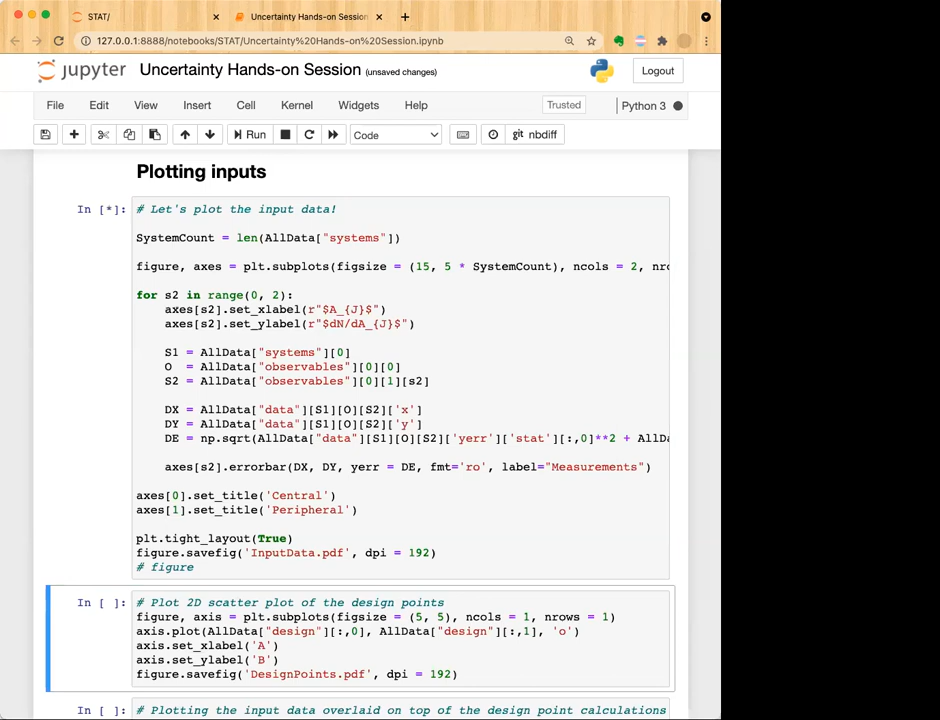 STAT/
Uncertainty Hands-on Session
127.0.0.1:8888/notebooks/STAT/Uncertainty%20Hands-on%20Session.ipynb
jupyter Uncertainty Hands-on Session (unsaved changes)
Logout
File Edit View Insert Cell Kernel Widgets Help
Trusted
Python 3
Run
Code
git nbdiff
Plotting inputs
In [*]: # Let's plot the input data!
SystemCount = len(AllData["systems"])
figure, axes = plt.subplots(figsize = (15, 5 * SystemCount), ncols = 2, nro
for s2 in range(0, 2):
axes[s2].set_xlabel(r"$A_{J}$")
axes[s2].set_ylabel(r"$dN/dA_{J}$")
S1 = AllData["systems"][0]
O = AllData["observables"][0][0]
S2 = AllData["observables"][0][1][s2]
DX = AllData["data"][S1][O][S2]['x']
DY = AllData["data"][S1][O][S2]['y']
DE = np.sqrt(AllData["data"][S1][O][S2]['yerr']['stat'][:,0]**2 + AllDa
axes[s2].errorbar(DX, DY, yerr = DE, fmt='ro', label="Measurements")
axes[0].set_title('Central')
axes[1].set_title('Peripheral')
plt.tight_layout(True)
figure.savefig('InputData.pdf', dpi = 192)
# figure
In [ ]: # Plot 2D scatter plot of the design points
figure, axis = plt.subplots(figsize = (5, 5), ncols = 1, nrows = 1)
axis.plot(AllData["design"][:,0], AllData["design"][:,1], 'o')
axis.set_xlabel('A')
axis.set_ylabel('B')
figure.savefig('DesignPoints.pdf', dpi = 192)
In [ ]: # Plotting the input data overlaid on top of the design point calculations